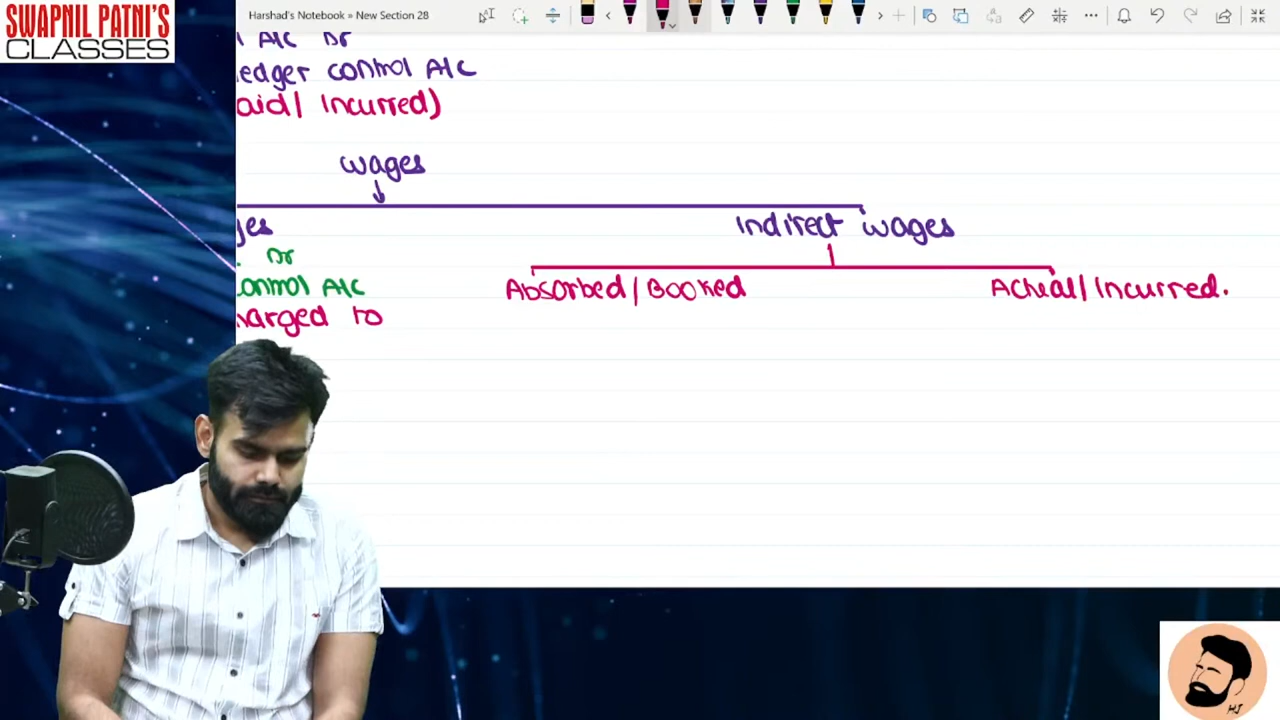 SWAPNIL PATNI'S
CLASSES
Harshad's Notebook » New Section 28
A/C Dr
ledger control A/C
aid/ Incurred)
wages
ges
Indirect wages
Dr
control A/C
Absorbed/Booked
Actual/Incurred.
harged to
HJ